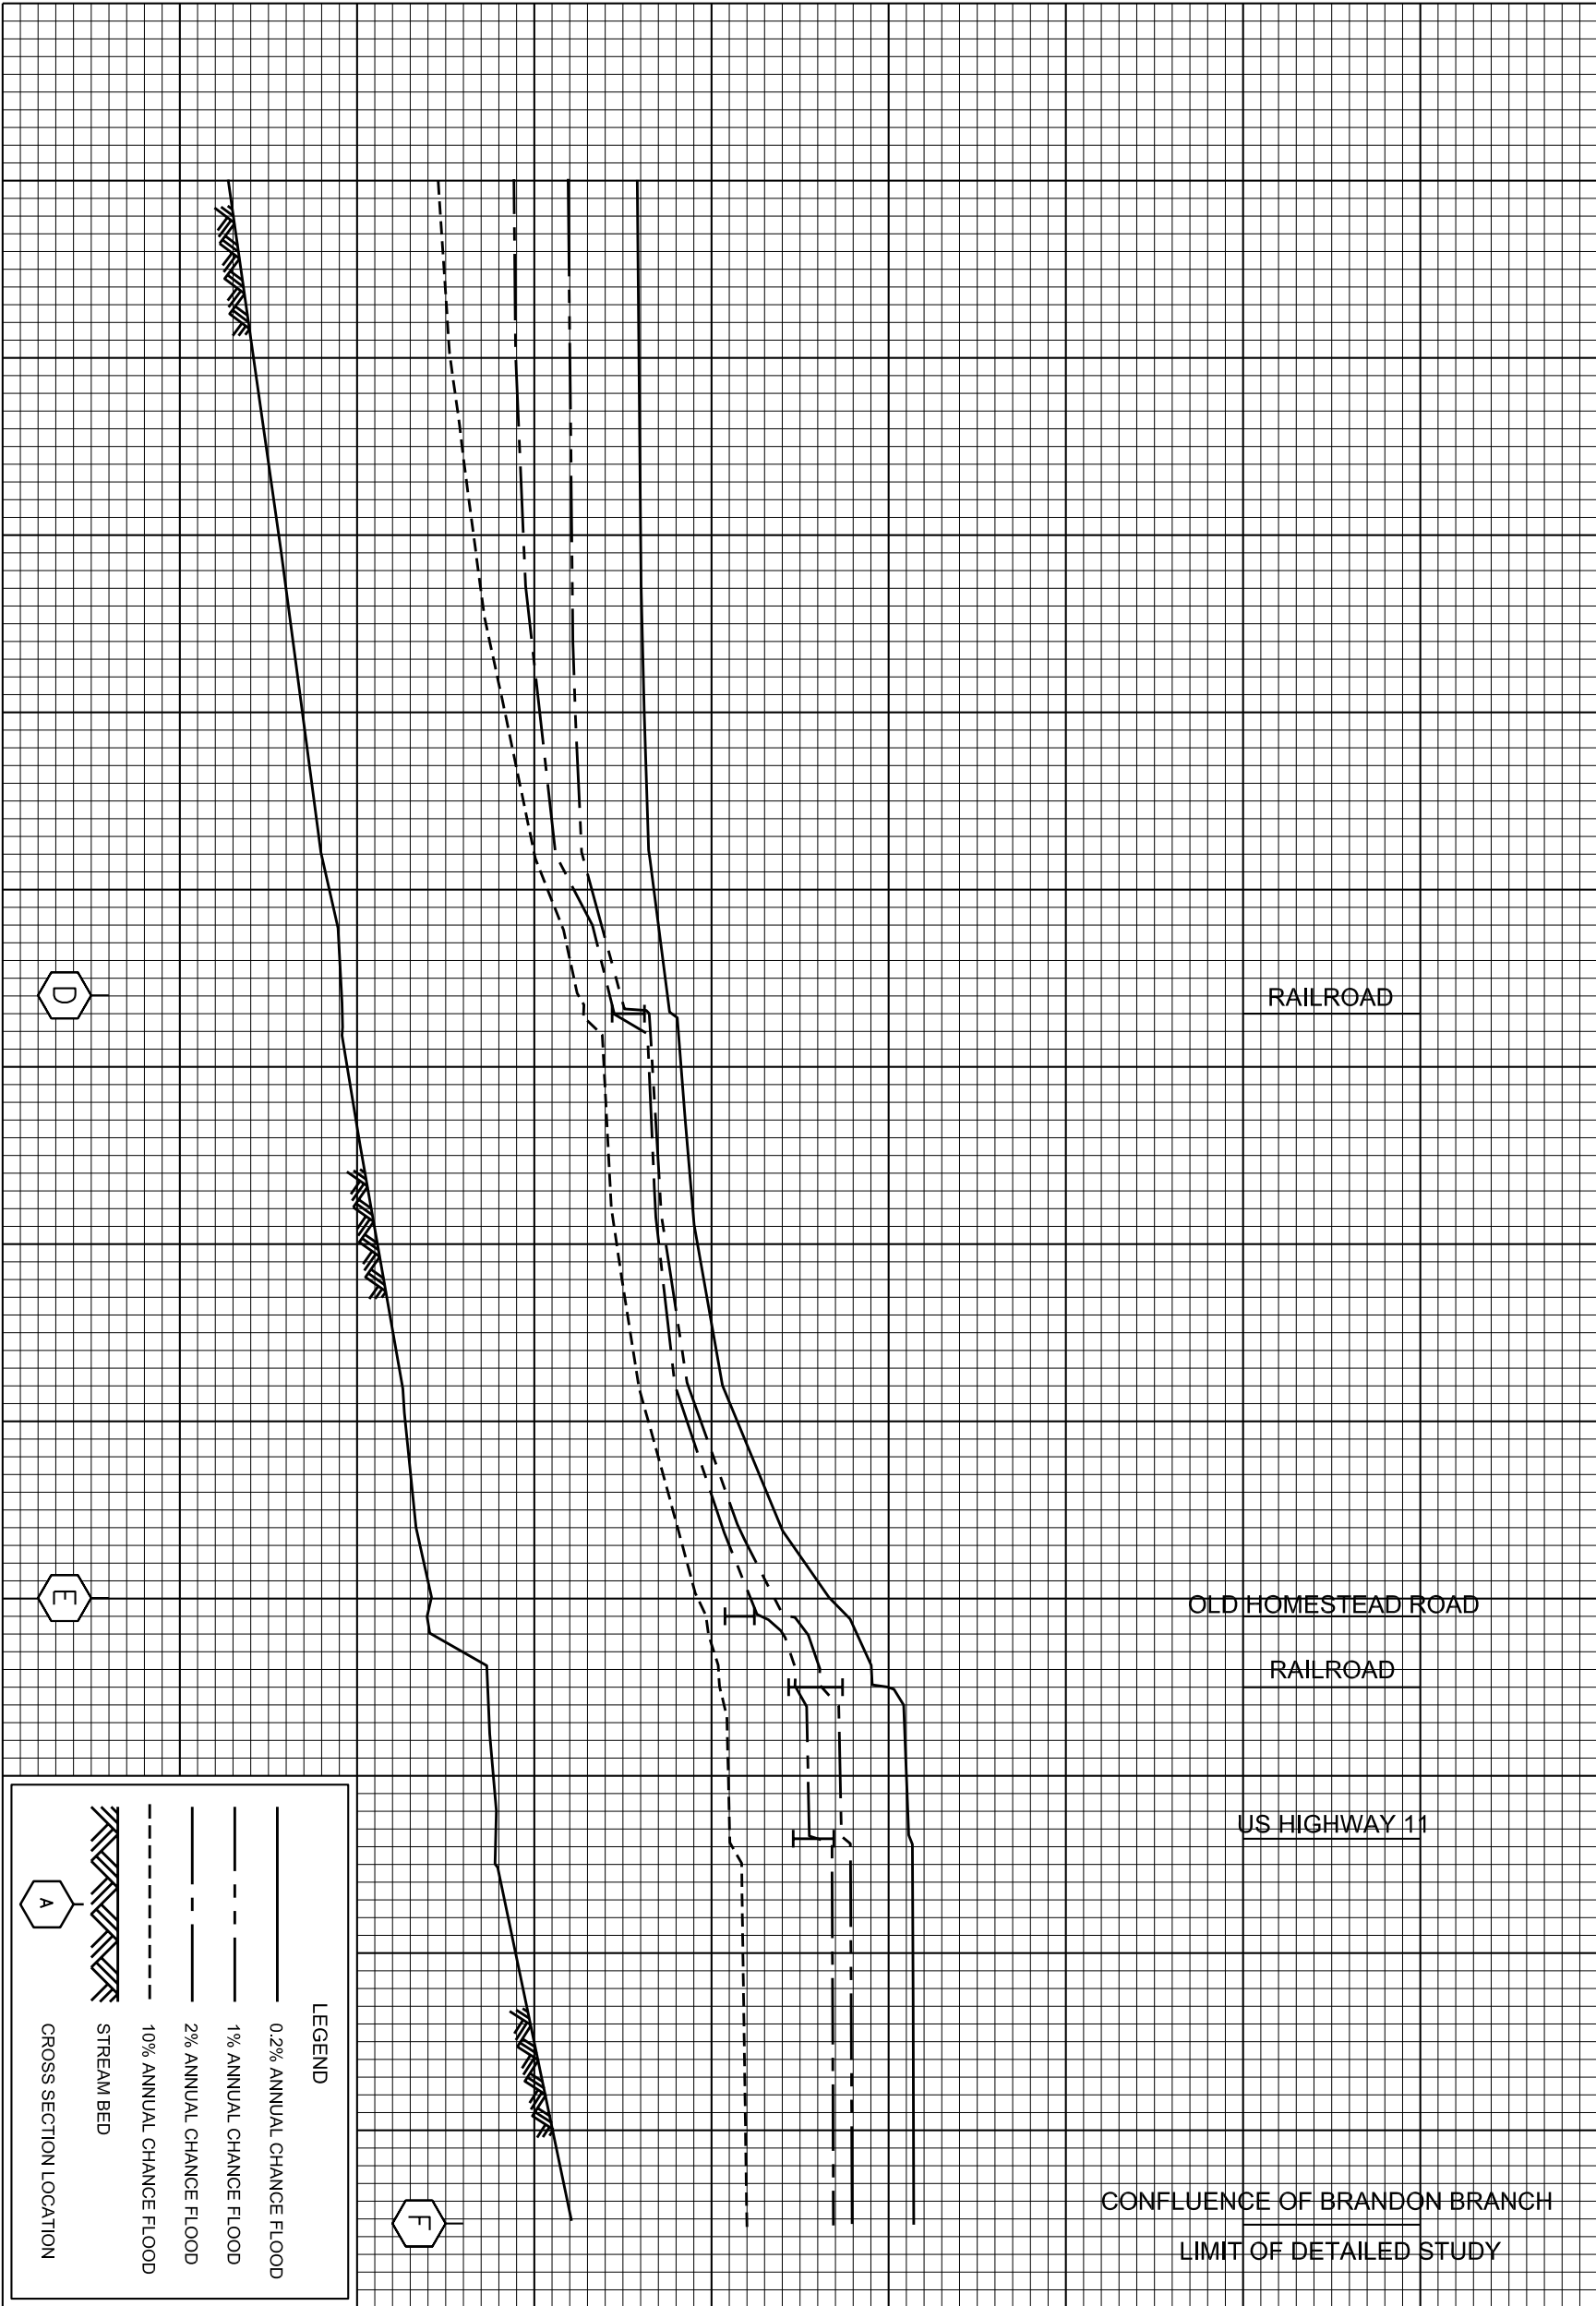 RAILROAD
OLD HOMESTEAD ROAD
RAILROAD
US HIGHWAY 11
CONFLUENCE OF BRANDON BRANCH
LIMIT OF DETAILED STUDY
D
E
F
LEGEND
0.2% ANNUAL CHANCE FLOOD
1% ANNUAL CHANCE FLOOD
2% ANNUAL CHANCE FLOOD
10% ANNUAL CHANCE FLOOD
STREAM BED
A
CROSS SECTION LOCATION